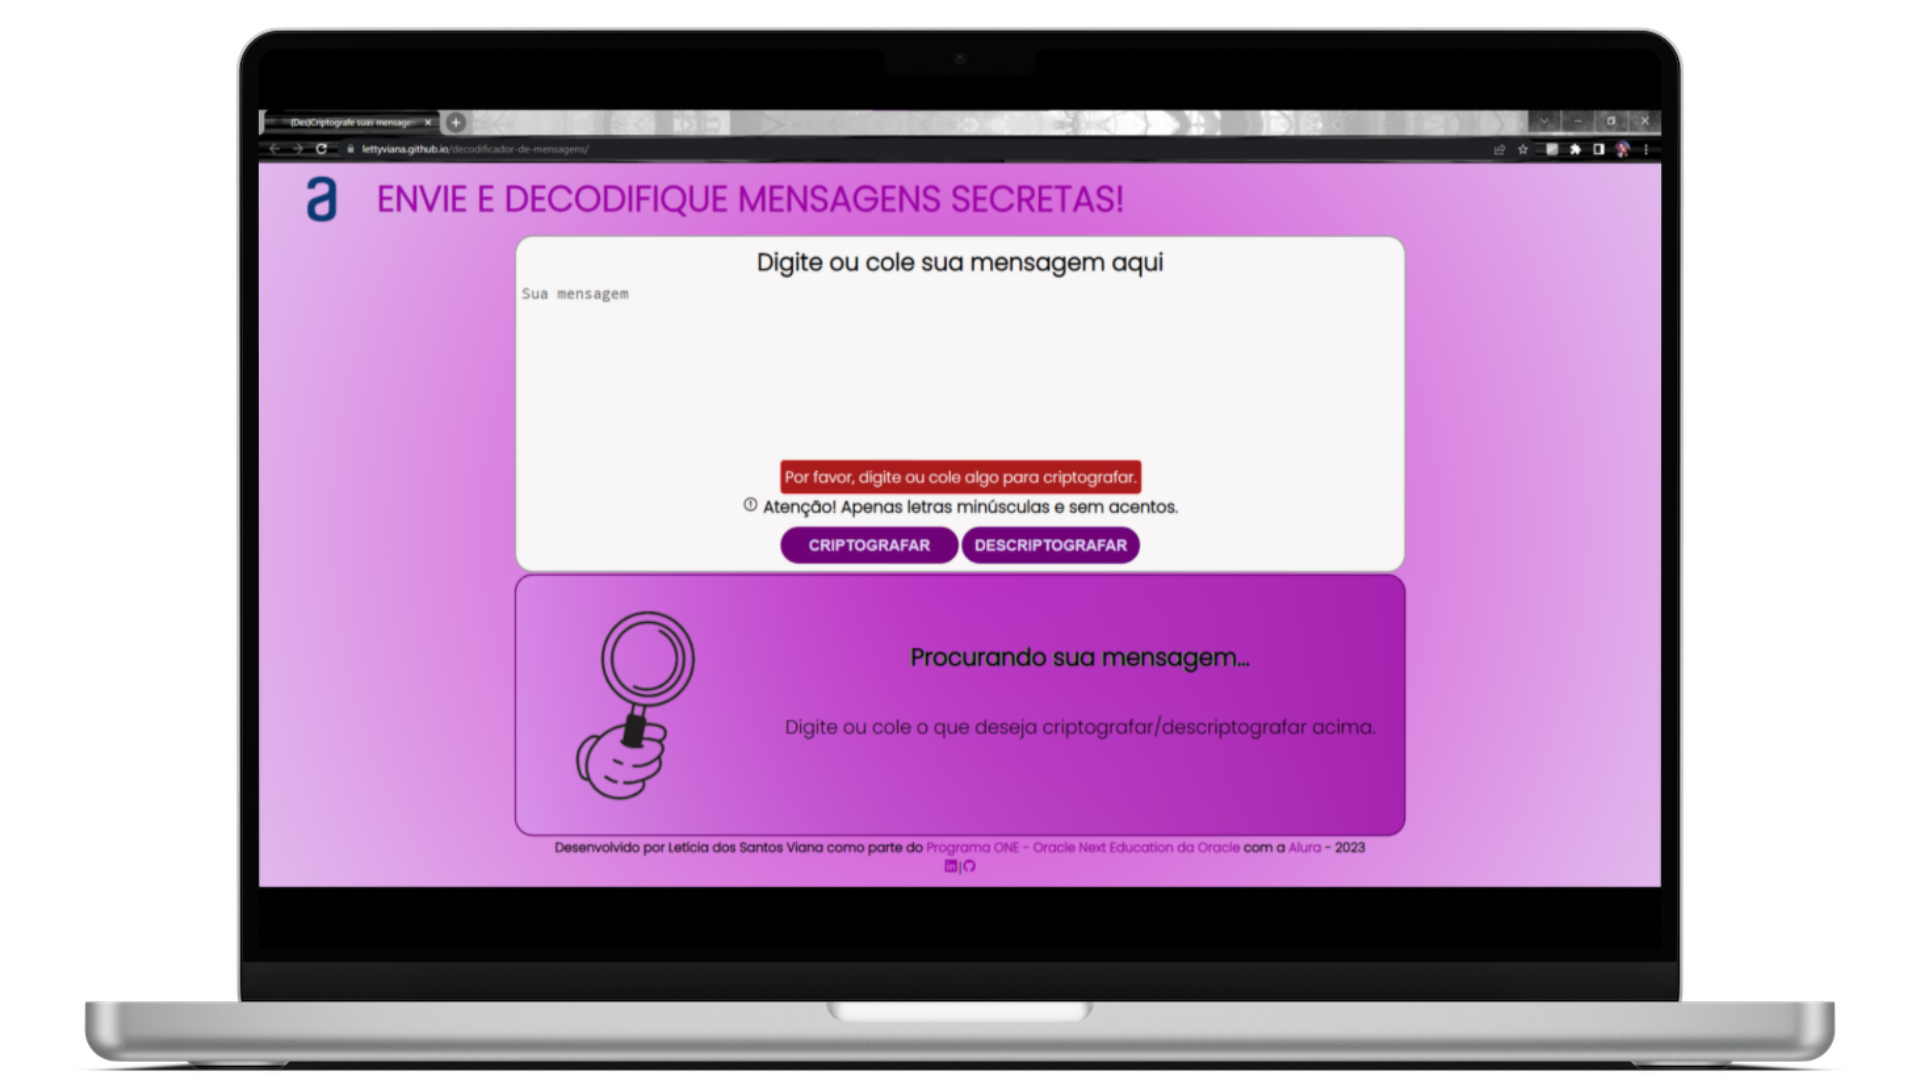 (Des)Criptografe suas mensage
lettyviana.github.io/decodificador-de-mensagens/
a ENVIE E DECODIFIQUE MENSAGENS SECRETAS!
Digite ou cole sua mensagem aqui
Sua mensagem
Por favor, digite ou cole algo para criptografar.
Atenção! Apenas letras minúsculas e sem acentos.
CRIPTOGRAFAR DESCRIPTOGRAFAR
Procurando sua mensagem...
Digite ou cole o que deseja criptografar/descriptografar acima.
Desenvolvido por Letícia dos Santos Viana como parte do Programa ONE - Oracle Next Education da Oracle com a Alura - 2023
in|